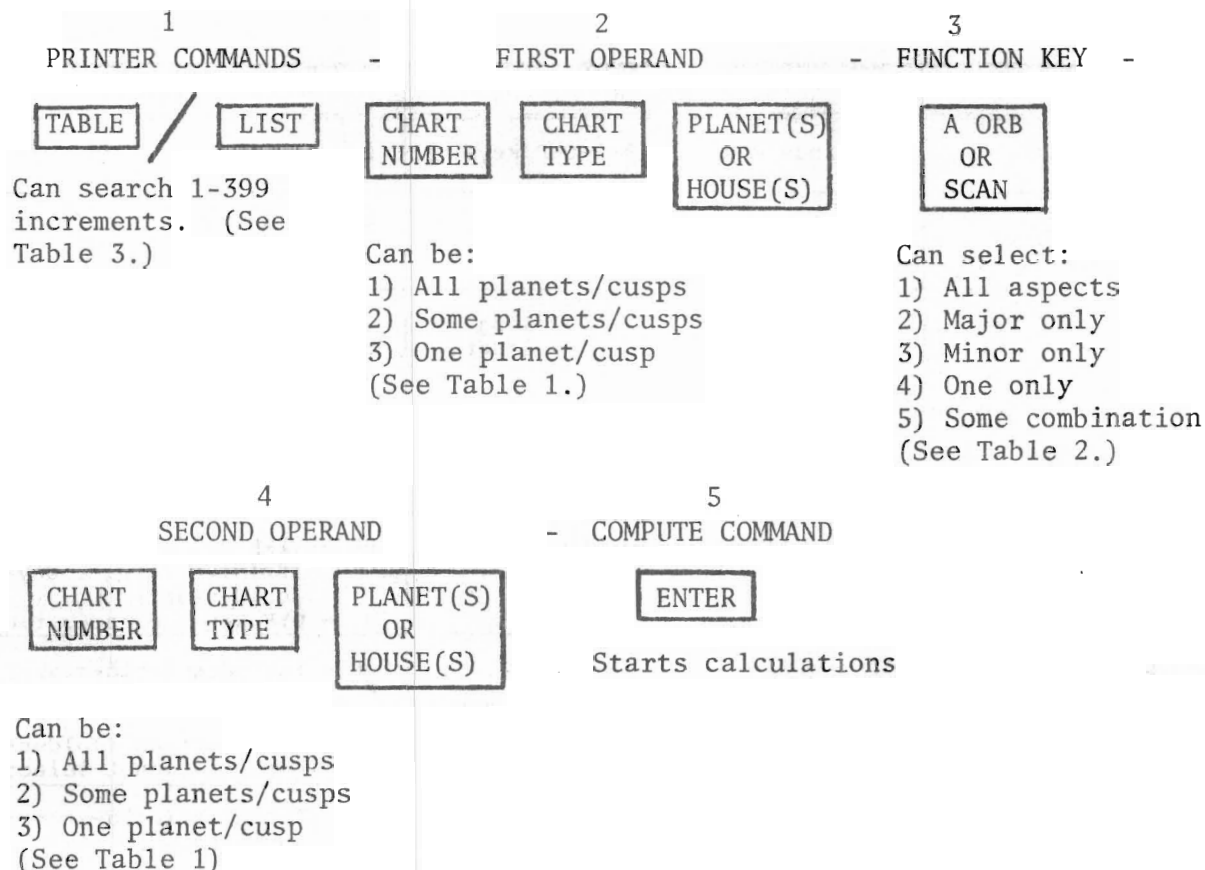 1 2 3
PRINTER COMMANDS - FIRST OPERAND - FUNCTION KEY -
TABLE / LIST
CHART NUMBER
CHART TYPE
PLANET(S) OR HOUSE(S)
A ORB OR SCAN
Can search 1-399
increments. (See
Table 3.)
Can be:
1) All planets/cusps
2) Some planets/cusps
3) One planet/cusp
(See Table 1.)
Can select:
1) All aspects
2) Major only
3) Minor only
4) One only
5) Some combination
(See Table 2.)
4 5
SECOND OPERAND - COMPUTE COMMAND
CHART NUMBER
CHART TYPE
PLANET(S) OR HOUSE(S)
ENTER
Starts calculations
Can be:
1) All planets/cusps
2) Some planets/cusps
3) One planet/cusp
(See Table 1)